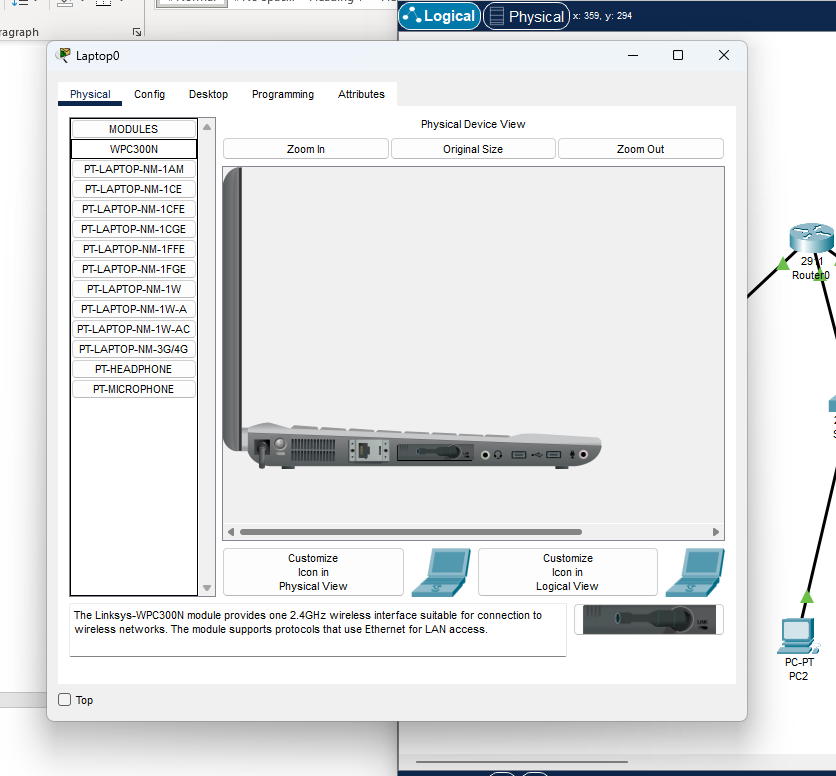 ragraph
Logical
Physical
x: 359, y: 294
Laptop0
Physical
Config
Desktop
Programming
Attributes
MODULES
WPC300N
PT-LAPTOP-NM-1AM
PT-LAPTOP-NM-1CE
PT-LAPTOP-NM-1CFE
PT-LAPTOP-NM-1CGE
PT-LAPTOP-NM-1FFE
PT-LAPTOP-NM-1FGE
PT-LAPTOP-NM-1W
PT-LAPTOP-NM-1W-A
PT-LAPTOP-NM-1W-AC
PT-LAPTOP-NM-3G/4G
PT-HEADPHONE
PT-MICROPHONE
Physical Device View
Zoom In
Original Size
Zoom Out
Customize
Icon in
Physical View
Customize
Icon in
Logical View
The Linksys-WPC300N module provides one 2.4GHz wireless interface suitable for connection to
wireless networks. The module supports protocols that use Ethernet for LAN access.
LINK
Top
2911
Router0
PC-PT
PC2